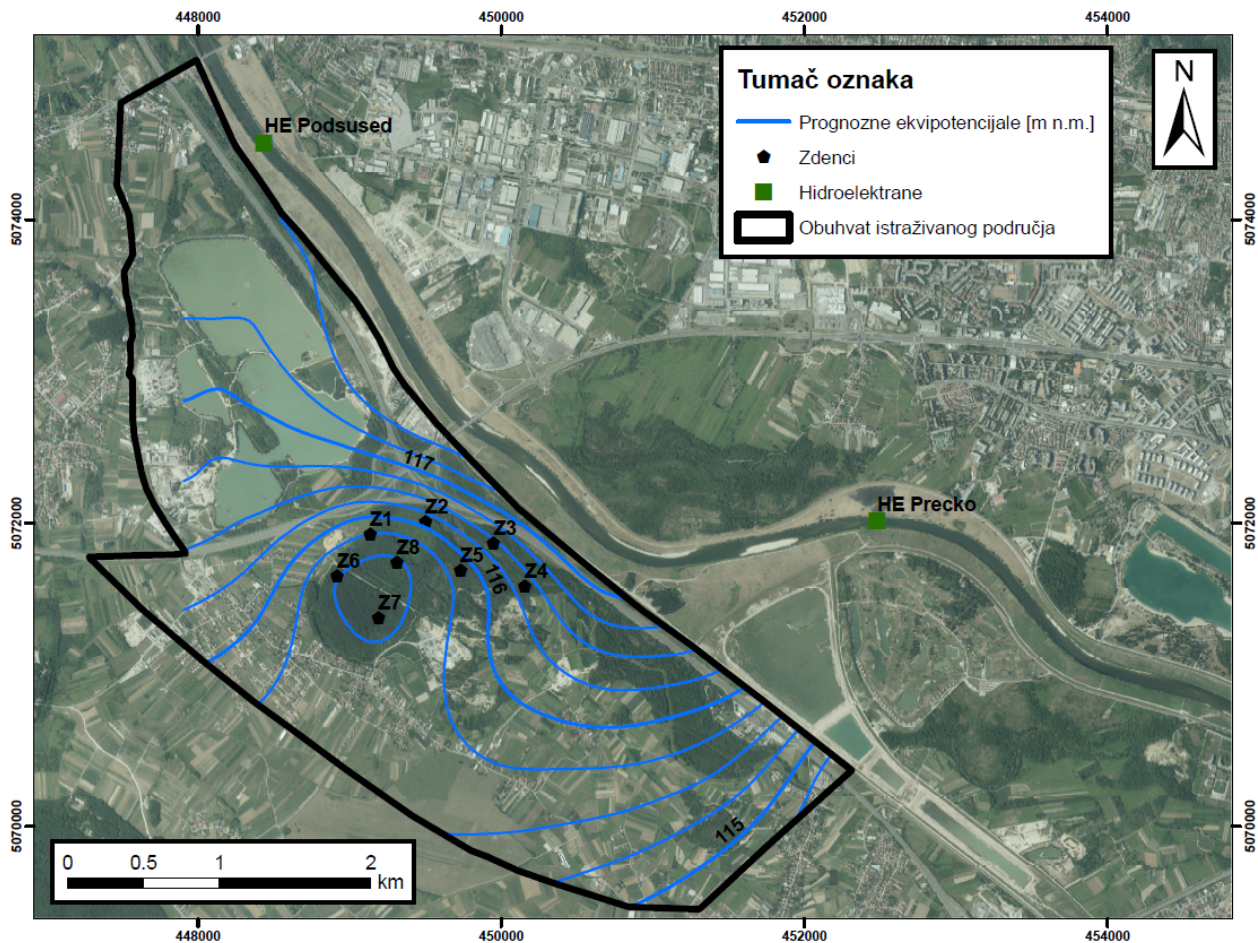 448000
450000
452000
454000
Tumač oznaka
Prognozne ekvipotencijale [m n.m.]
Zdenci
Hidroelektrane
Obuhvat istraživanog područja
N
HE Podsused
5074000
5074000
117
HE Precko
5072000
5072000
Z1
Z2
Z3
Z8
Z5
Z6
116
Z4
Z7
115
5070000
5070000
0 0.5 1 2
km
448000
450000
452000
454000